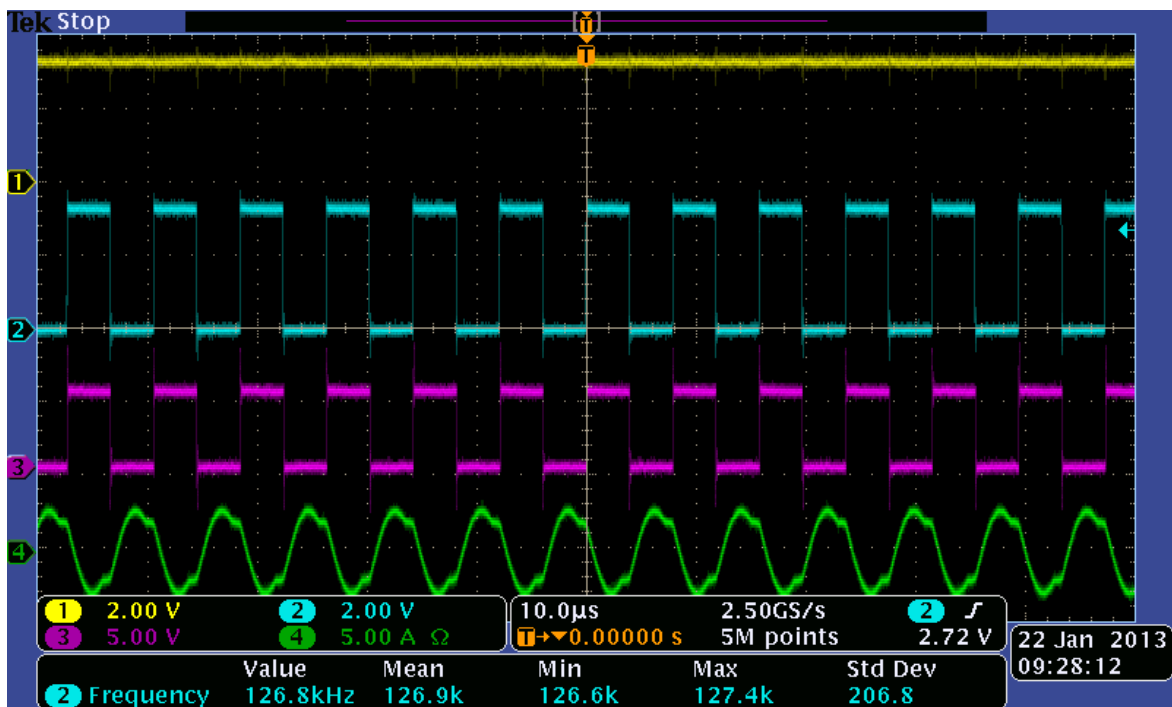 Tek Stop
T
T
1
2
3
4
1 2.00 V 2 2.00 V
3 5.00 V 4 5.00 A Ω
10.0µs 2.50GS/s 2 ʃ
T→▼0.00000 s 5M points 2.72 V
22 Jan 2013
09:28:12
Value Mean Min Max Std Dev
2 Frequency 126.8kHz 126.9k 126.6k 127.4k 206.8